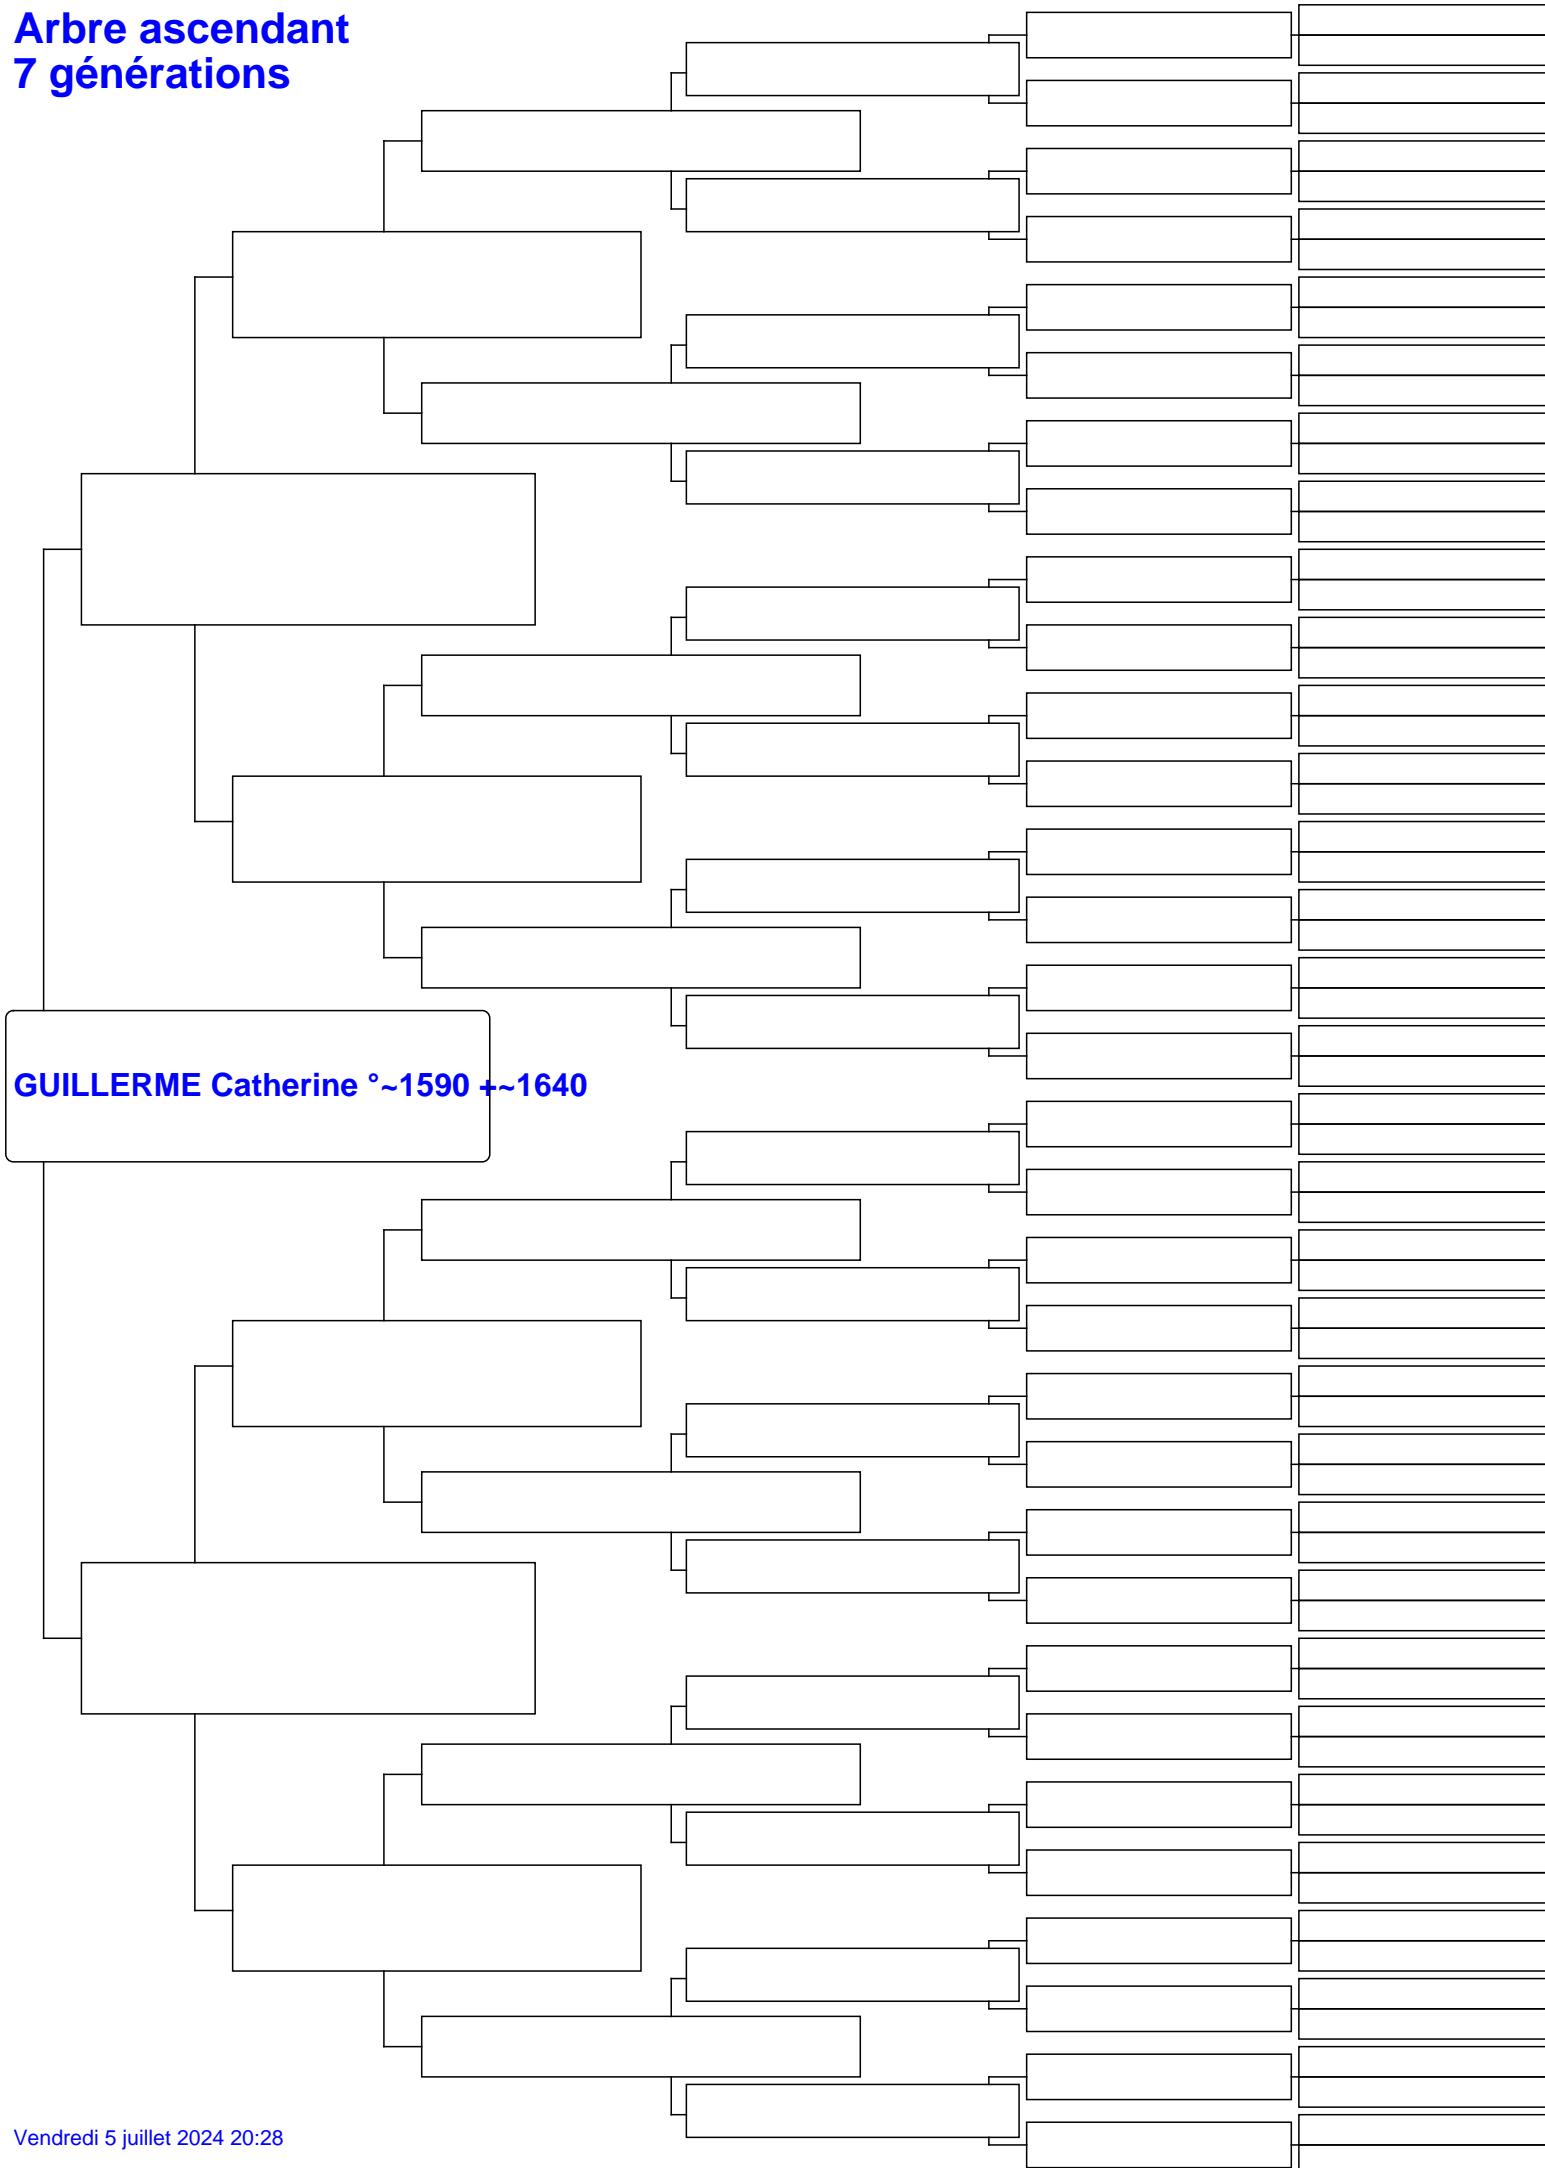 Arbre ascendant
7 générations
GUILLERME Catherine °~1590 +~1640
Vendredi 5 juillet 2024 20:28